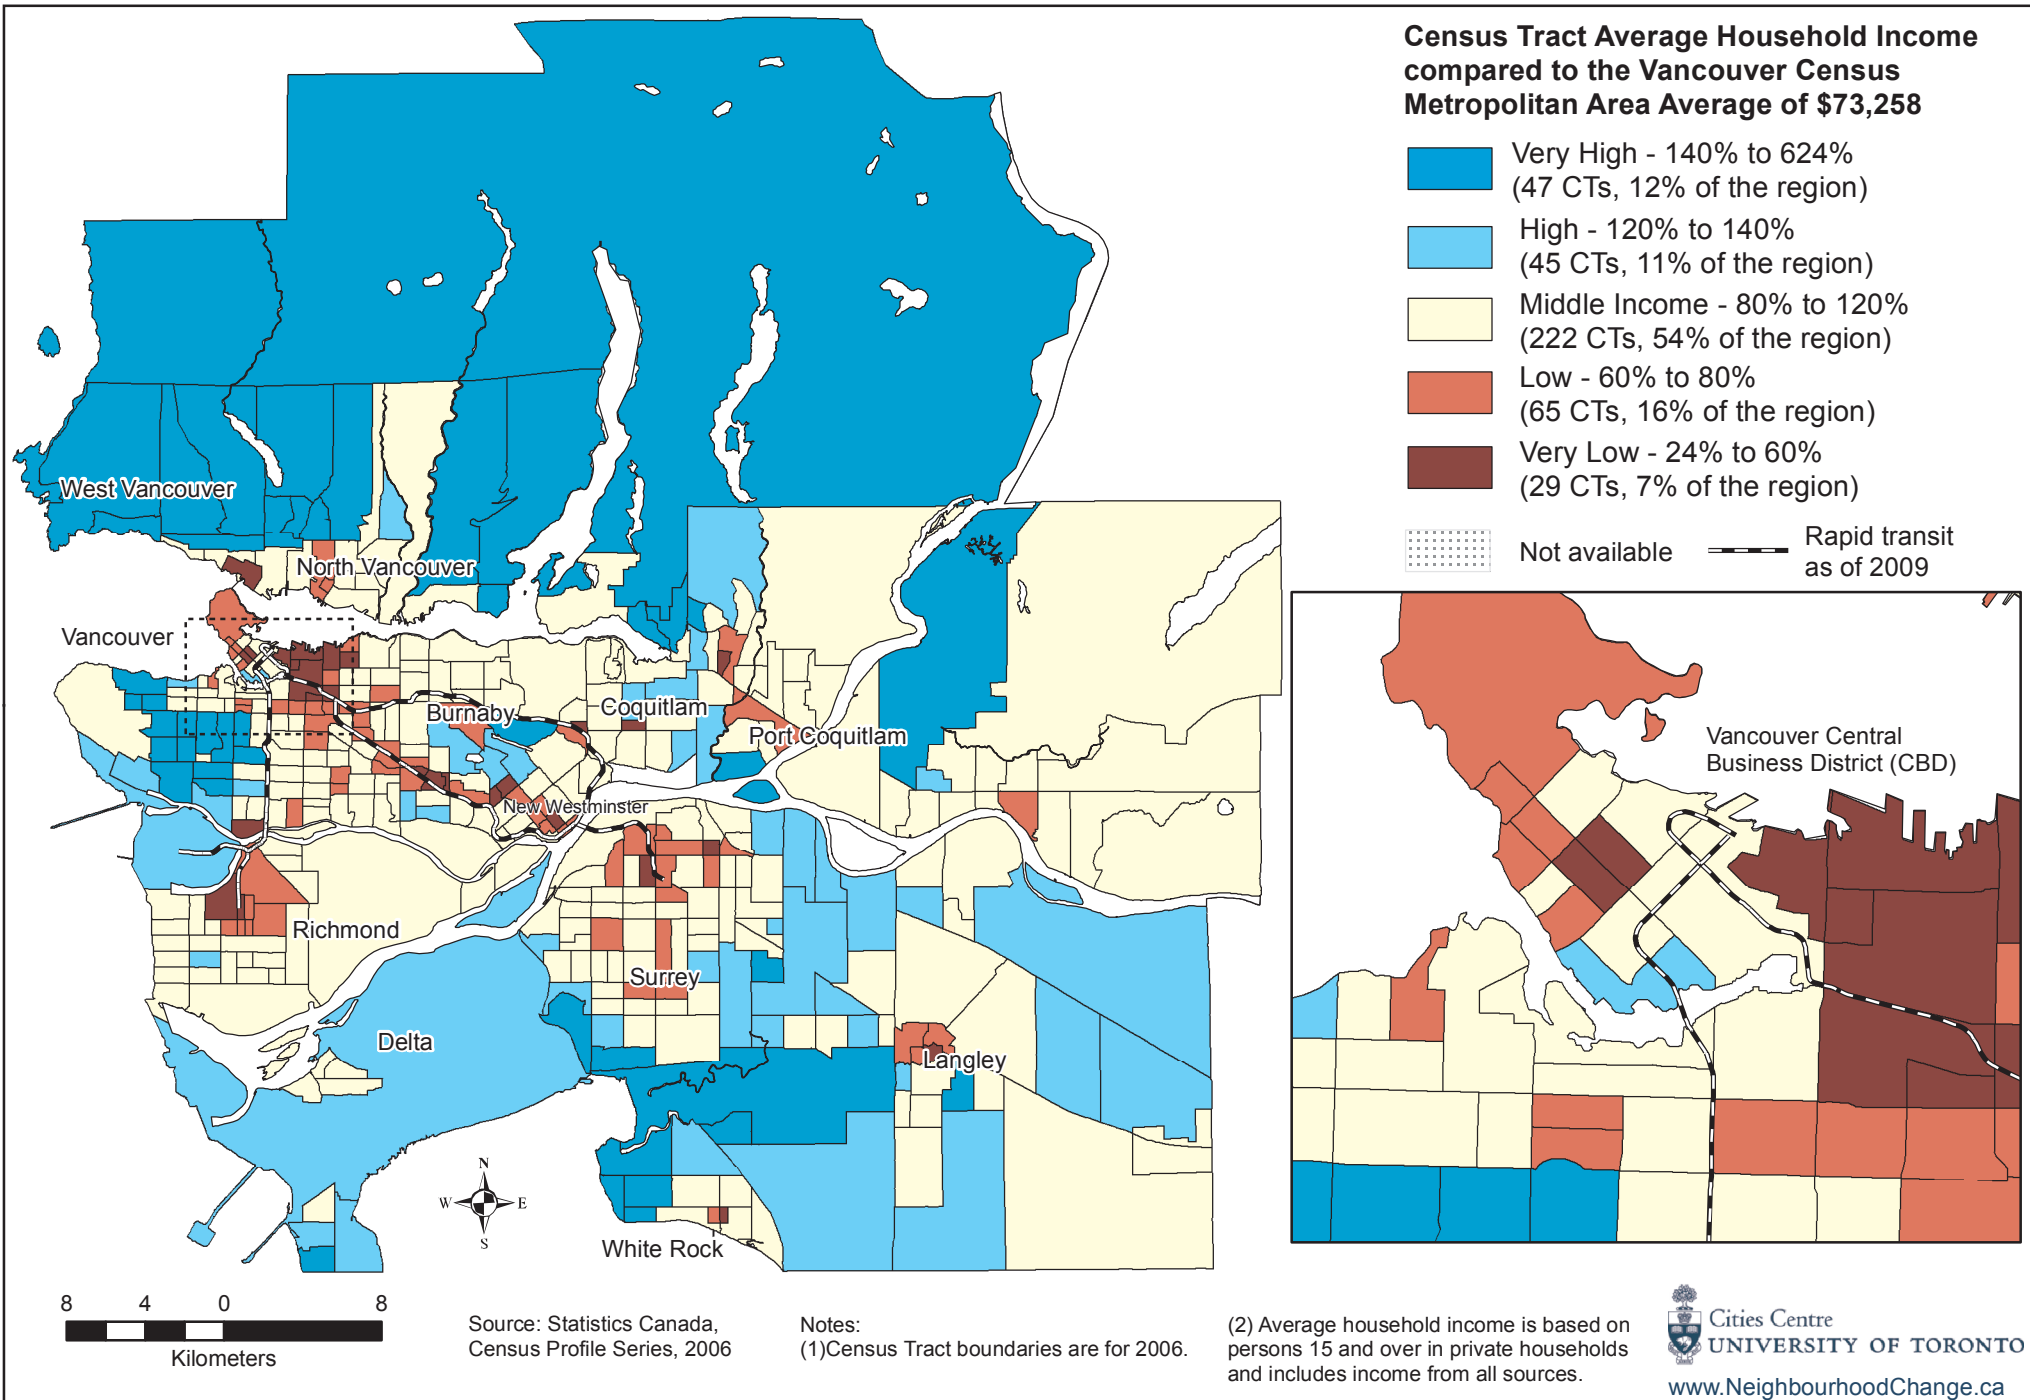 Census Tract Average Household Income
compared to the Vancouver Census
Metropolitan Area Average of $73,258
Very High - 140% to 624%
(47 CTs, 12% of the region)
High - 120% to 140%
(45 CTs, 11% of the region)
Middle Income - 80% to 120%
(222 CTs, 54% of the region)
Low - 60% to 80%
(65 CTs, 16% of the region)
Very Low - 24% to 60%
(29 CTs, 7% of the region)
Not available
Rapid transit
as of 2009
West Vancouver
North Vancouver
Vancouver
Burnaby
Coquitlam
Port Coquitlam
New Westminster
Richmond
Surrey
Delta
Langley
White Rock
Vancouver Central
Business District (CBD)
N
W
E
S
8 4 0 8
Kilometers
Source: Statistics Canada,
Census Profile Series, 2006
Notes:
(1)Census Tract boundaries are for 2006.
(2) Average household income is based on
persons 15 and over in private households
and includes income from all sources.
Cities Centre
UNIVERSITY OF TORONTO
www.NeighbourhoodChange.ca